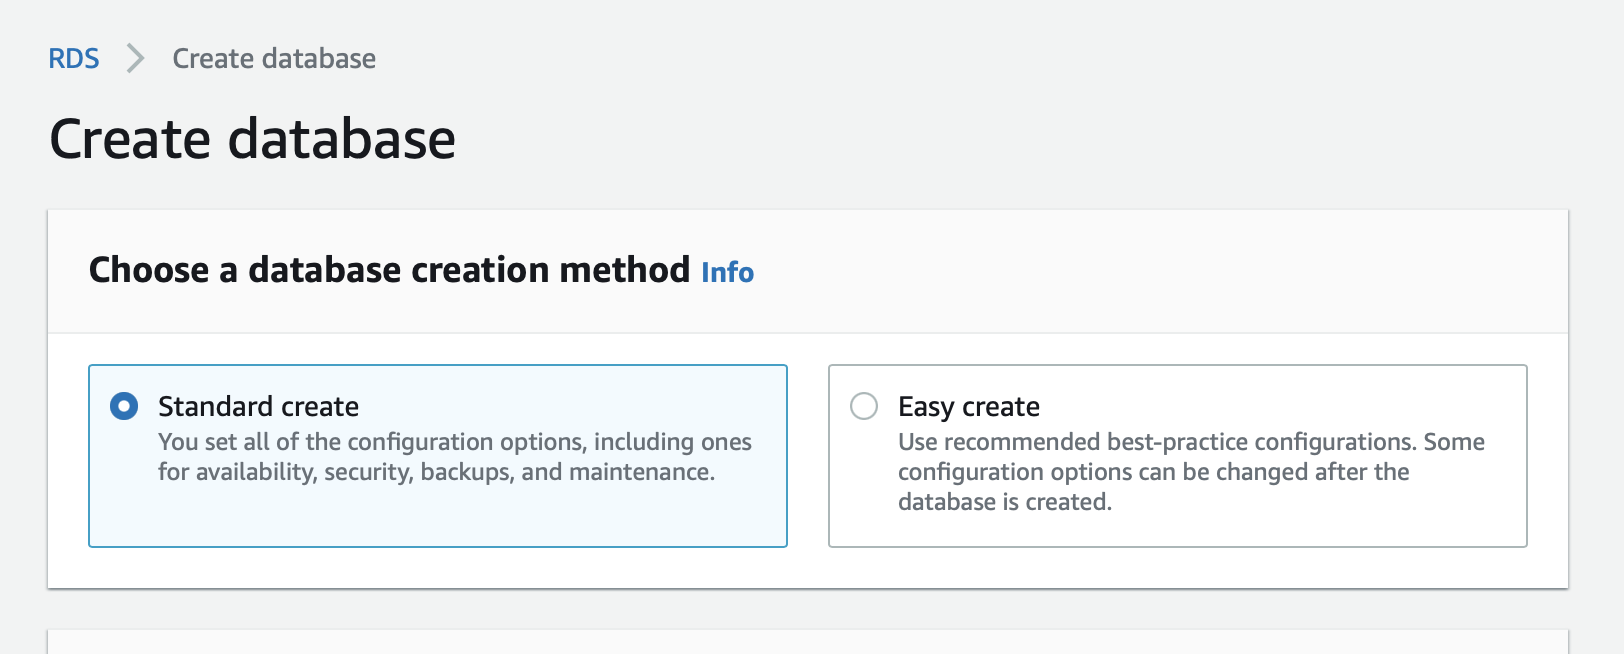 RDS > Create database
Create database
Choose a database creation method Info
Standard create
You set all of the configuration options, including ones
for availability, security, backups, and maintenance.
Easy create
Use recommended best-practice configurations. Some
configuration options can be changed after the
database is created.